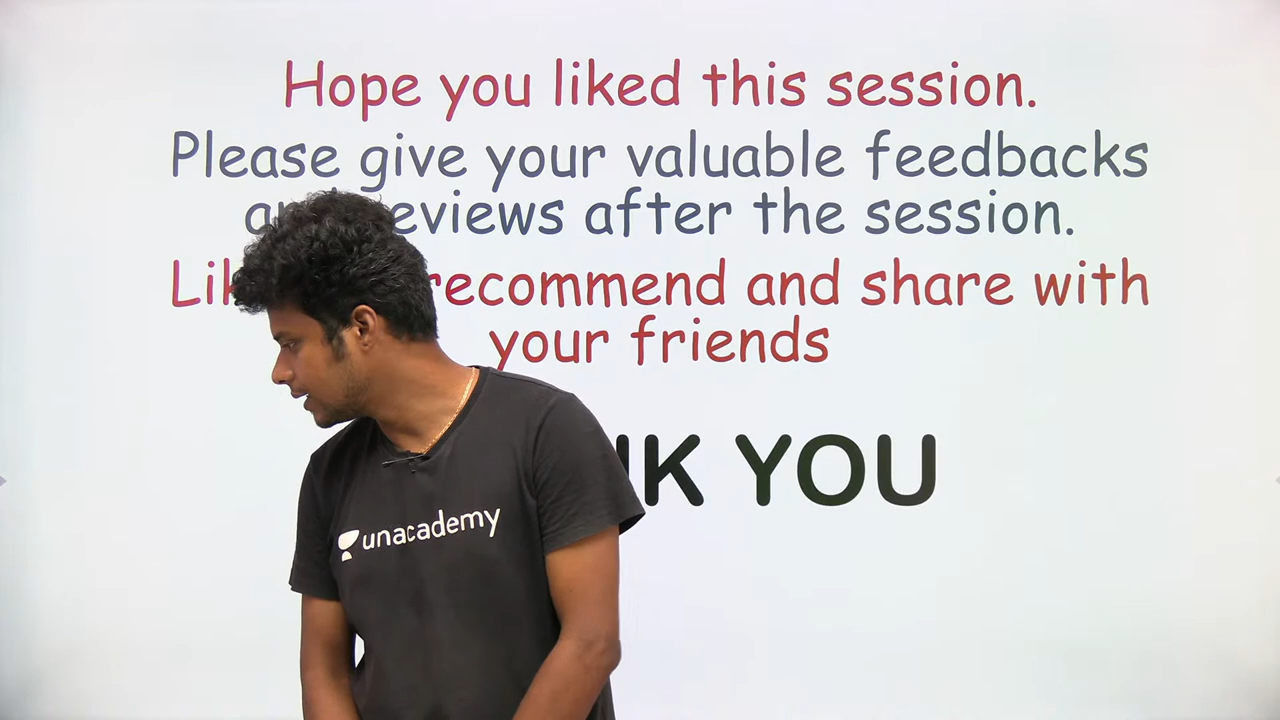 Hope you liked this session.
Please give your valuable feedbacks
reviews after the session.
recommend and share with
your friends
YOU
unacademy